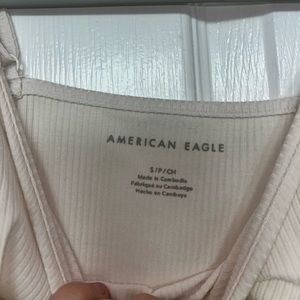 AMERICAN EAGLE
S/P/CH
Made in Cambodia
Fabriqué au Cambodge
Hecho en Camboya